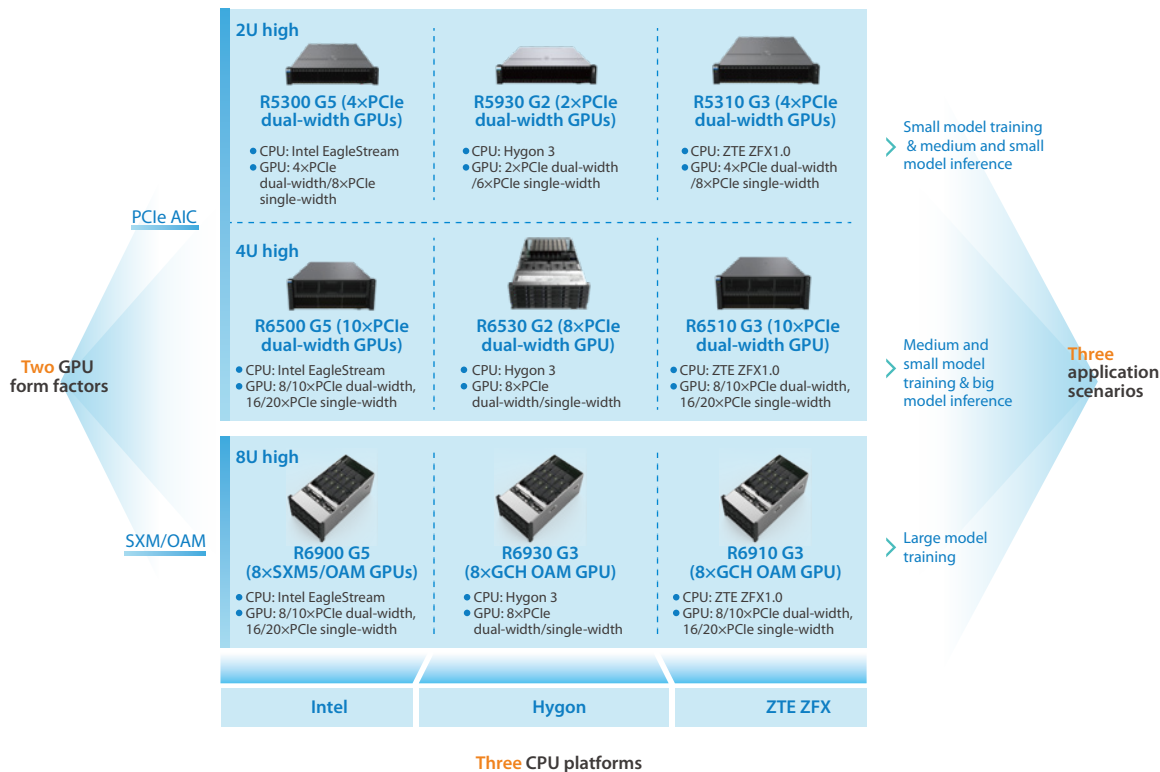 2U high
R5300 G5 (4×PCIe
dual-width GPUs)
● CPU: Intel EagleStream
● GPU: 4×PCIe
dual-width/8×PCIe
single-width
R5930 G2 (2×PCIe
dual-width GPUs)
● CPU: Hygon 3
● GPU: 2×PCIe dual-width
/6×PCIe single-width
R5310 G3 (4×PCIe
dual-width GPUs)
● CPU: ZTE ZFX1.0
● GPU: 4×PCIe dual-width
/8×PCIe single-width
Small model training
& medium and small
model inference
PCIe AIC
4U high
R6500 G5 (10×PCIe
dual-width GPUs)
● CPU: Intel EagleStream
● GPU: 8/10×PCIe dual-width,
16/20×PCIe single-width
R6530 G2 (8×PCIe
dual-width GPU)
● CPU: Hygon 3
● GPU: 8×PCIe
dual-width/single-width
R6510 G3 (10×PCIe
dual-width GPU)
● CPU: ZTE ZFX1.0
● GPU: 8/10×PCIe dual-width,
16/20×PCIe single-width
Medium and
small model
training & big
model inference
Two GPU
form factors
Three
application
scenarios
8U high
SXM/OAM
R6900 G5
(8×SXM5/OAM GPUs)
● CPU: Intel EagleStream
● GPU: 8/10×PCIe dual-width,
16/20×PCIe single-width
R6930 G3
(8×GCH OAM GPU)
● CPU: Hygon 3
● GPU: 8×PCIe
dual-width/single-width
R6910 G3
(8×GCH OAM GPU)
● CPU: ZTE ZFX1.0
● GPU: 8/10×PCIe dual-width,
16/20×PCIe single-width
Large model
training
Intel
Hygon
ZTE ZFX
Three CPU platforms